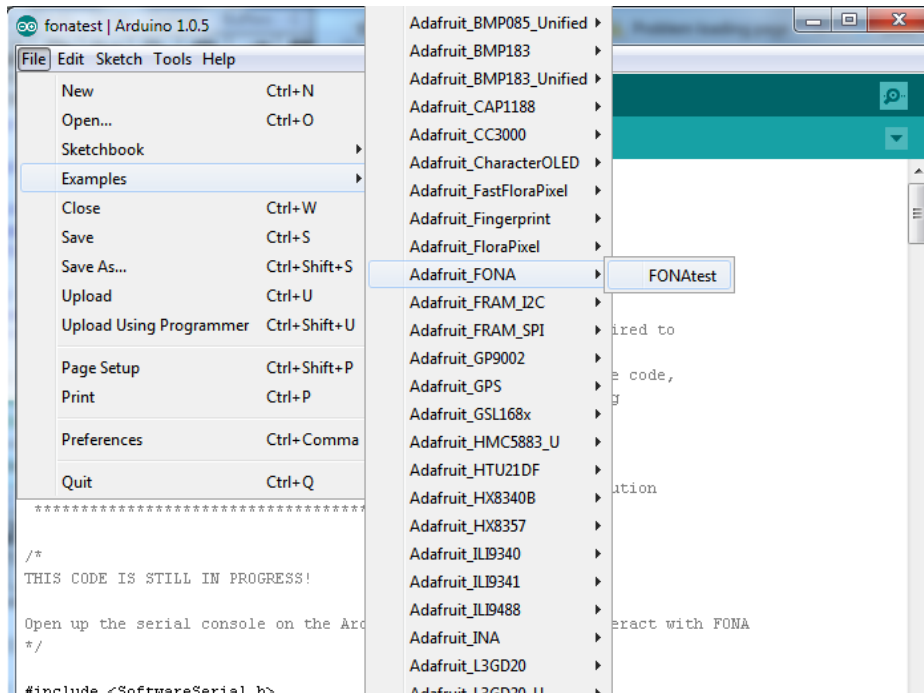 fonatest | Arduino 1.0.5
File Edit Sketch Tools Help
New Ctrl+N
Open... Ctrl+O
Sketchbook
Examples
Close Ctrl+W
Save Ctrl+S
Save As... Ctrl+Shift+S
Upload Ctrl+U
Upload Using Programmer Ctrl+Shift+U
Page Setup Ctrl+Shift+P
Print Ctrl+P
Preferences Ctrl+Comma
Quit Ctrl+Q
Adafruit_BMP085_Unified
Adafruit_BMP183
Adafruit_BMP183_Unified
Adafruit_CAP1188
Adafruit_CC3000
Adafruit_CharacterOLED
Adafruit_FastFloraPixel
Adafruit_Fingerprint
Adafruit_FloraPixel
Adafruit_FONA
Adafruit_FRAM_I2C
Adafruit_FRAM_SPI
Adafruit_GP9002
Adafruit_GPS
Adafruit_GSL168x
Adafruit_HMC5883_U
Adafruit_HTU21DF
Adafruit_HX8340B
Adafruit_HX8357
Adafruit_ILI9340
Adafruit_ILI9341
Adafruit_ILI9488
Adafruit_INA
Adafruit_L3GD20
Adafruit_L3GD20_U
FONAtest
ired to
e code,
g
ution
***********************************
/*
THIS CODE IS STILL IN PROGRESS!
Open up the serial console on the Ard eract with FONA
*/
#include <SoftwareSerial.h>